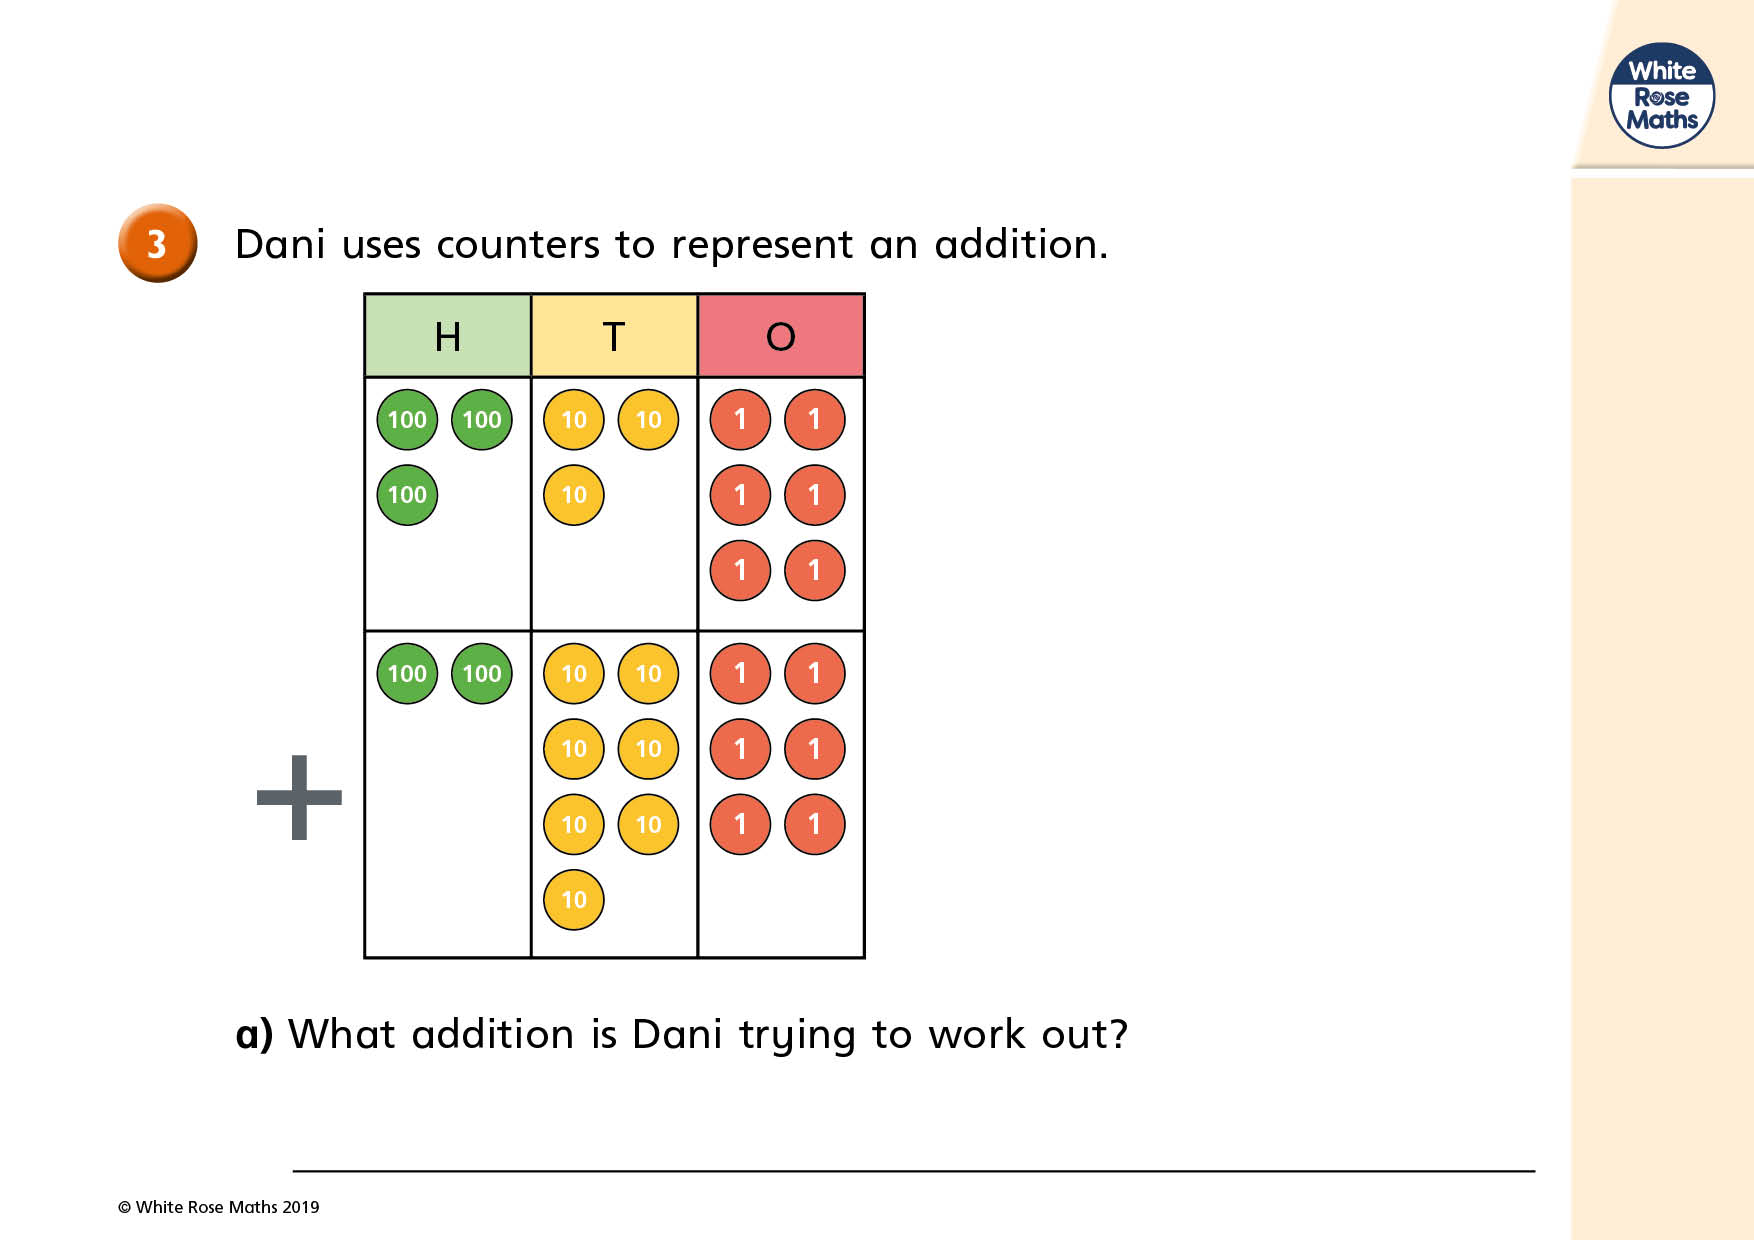 White
Rose
Maths
3 Dani uses counters to represent an addition.
H T O
100 100 10 10 1 1
100 10 1 1
1 1
100 100 10 10 1 1
10 10 1 1
+
10 10 1 1
10
a) What addition is Dani trying to work out?
© White Rose Maths 2019